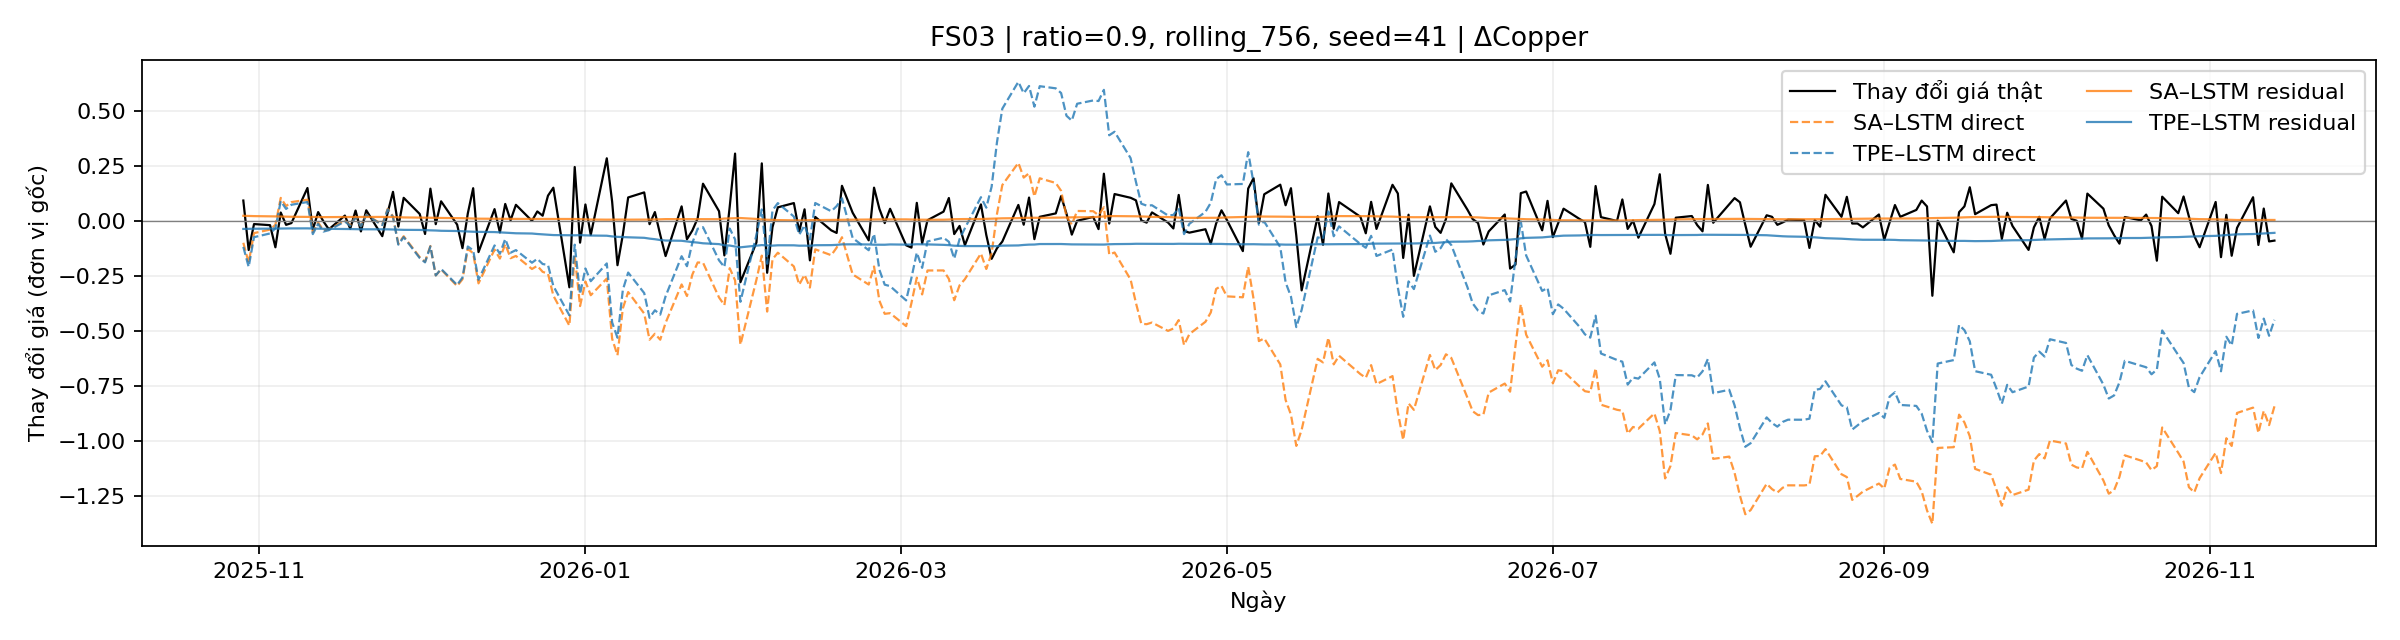 FS03 | ratio=0.9, rolling_756, seed=41 | ΔCopper
Thay đổi giá (đơn vị gốc)
0.50
0.25
0.00
−0.25
−0.50
−0.75
−1.00
−1.25
Thay đổi giá thật
SA–LSTM direct
TPE–LSTM direct
SA–LSTM residual
TPE–LSTM residual
2025-11 2026-01 2026-03 2026-05 2026-07 2026-09 2026-11
Ngày